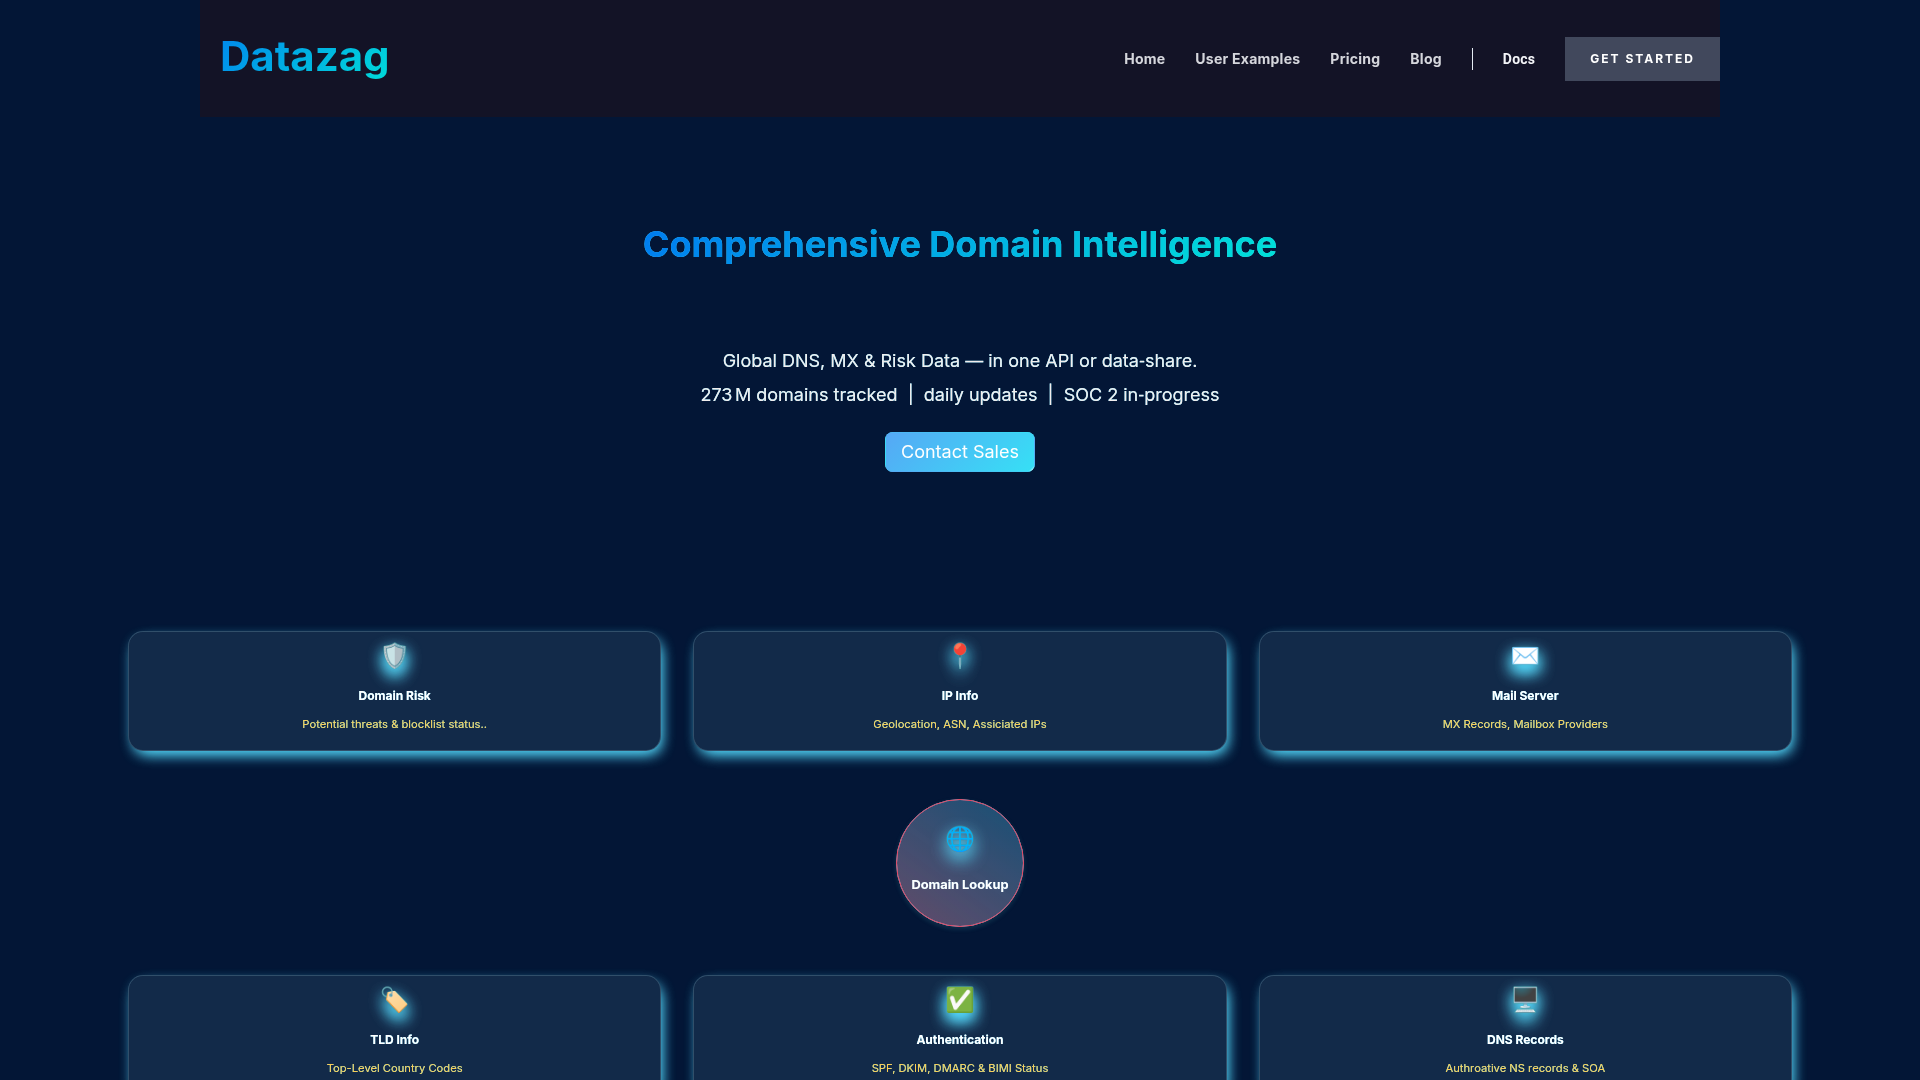 Datazag
Home User Examples Pricing Blog Docs GET STARTED
Comprehensive Domain Intelligence
Global DNS, MX & Risk Data — in one API or data-share.
273 M domains tracked | daily updates | SOC 2 in-progress
Contact Sales
Domain Risk
Potential threats & blocklist status..
IP Info
Geolocation, ASN, Assiciated IPs
Mail Server
MX Records, Mailbox Providers
Domain Lookup
TLD Info
Top-Level Country Codes
Authentication
SPF, DKIM, DMARC & BIMI Status
DNS Records
Authroative NS records & SOA